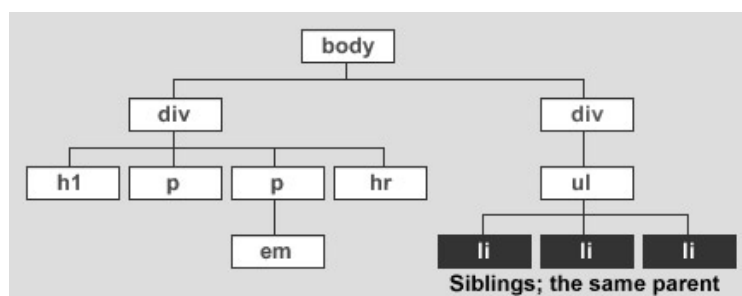 body
div div
h1 p p hr ul
em li li li
Siblings; the same parent